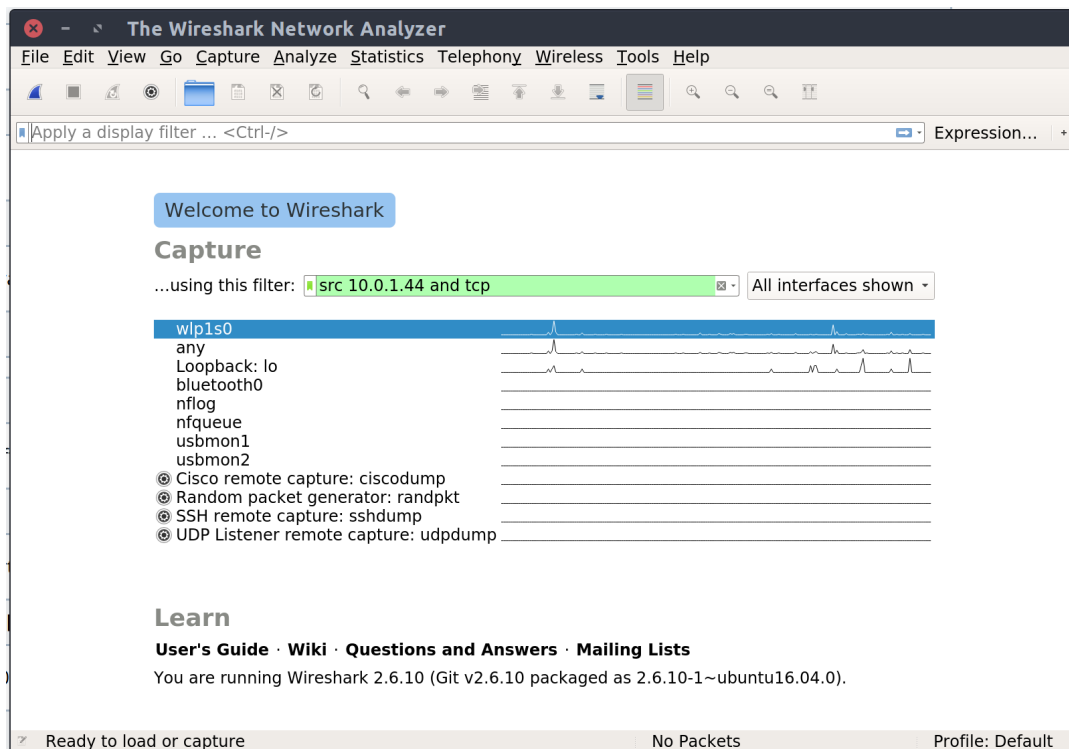 The Wireshark Network Analyzer
File Edit View Go Capture Analyze Statistics Telephony Wireless Tools Help
Apply a display filter … <Ctrl-/>
Expression…
+
Welcome to Wireshark
Capture
…using this filter:
src 10.0.1.44 and tcp
All interfaces shown
wlp1s0
any
Loopback: lo
bluetooth0
nflog
nfqueue
usbmon1
usbmon2
Cisco remote capture: ciscodump
Random packet generator: randpkt
SSH remote capture: sshdump
UDP Listener remote capture: udpdump
Learn
User's Guide · Wiki · Questions and Answers · Mailing Lists
You are running Wireshark 2.6.10 (Git v2.6.10 packaged as 2.6.10-1~ubuntu16.04.0).
Ready to load or capture
No Packets
Profile: Default